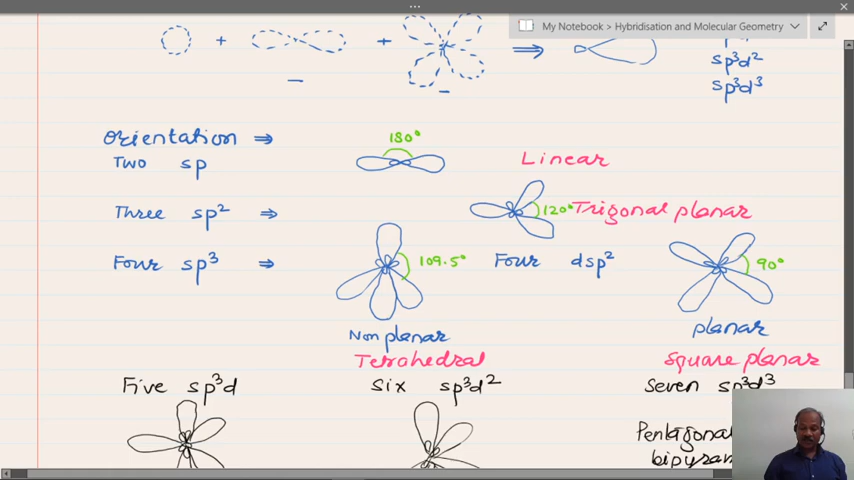 My Notebook > Hybridisation and Molecular Geometry
+ + ⇒
sp³d²
sp³d³
Orientation ⇒ 180° Linear
Two sp
Three sp² ⇒ 120° Trigonal planar
Four sp³ ⇒ 109.5° Four dsp² 90°
Non planar planar
Tetrahedral Square planar
Five sp³d Six sp³d² Seven sp³d³
Pentagonal